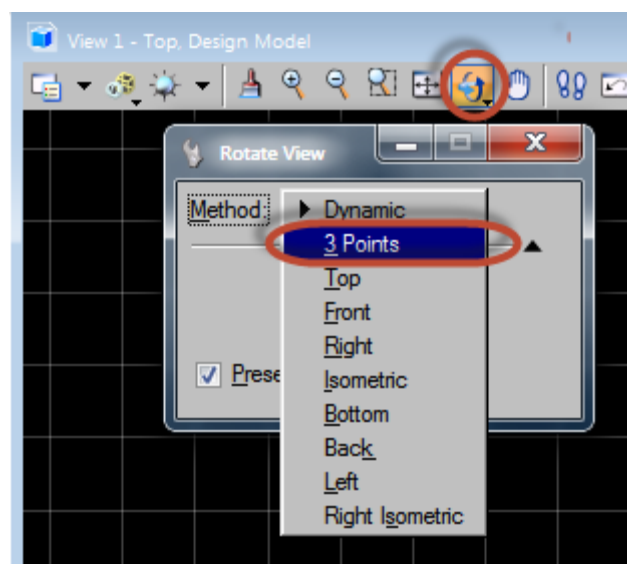 View 1 - Top, Design Model
Rotate View
Method:
Dynamic
3 Points
Top
Front
Right
Prese
Isometric
Bottom
Back
Left
Right Isometric